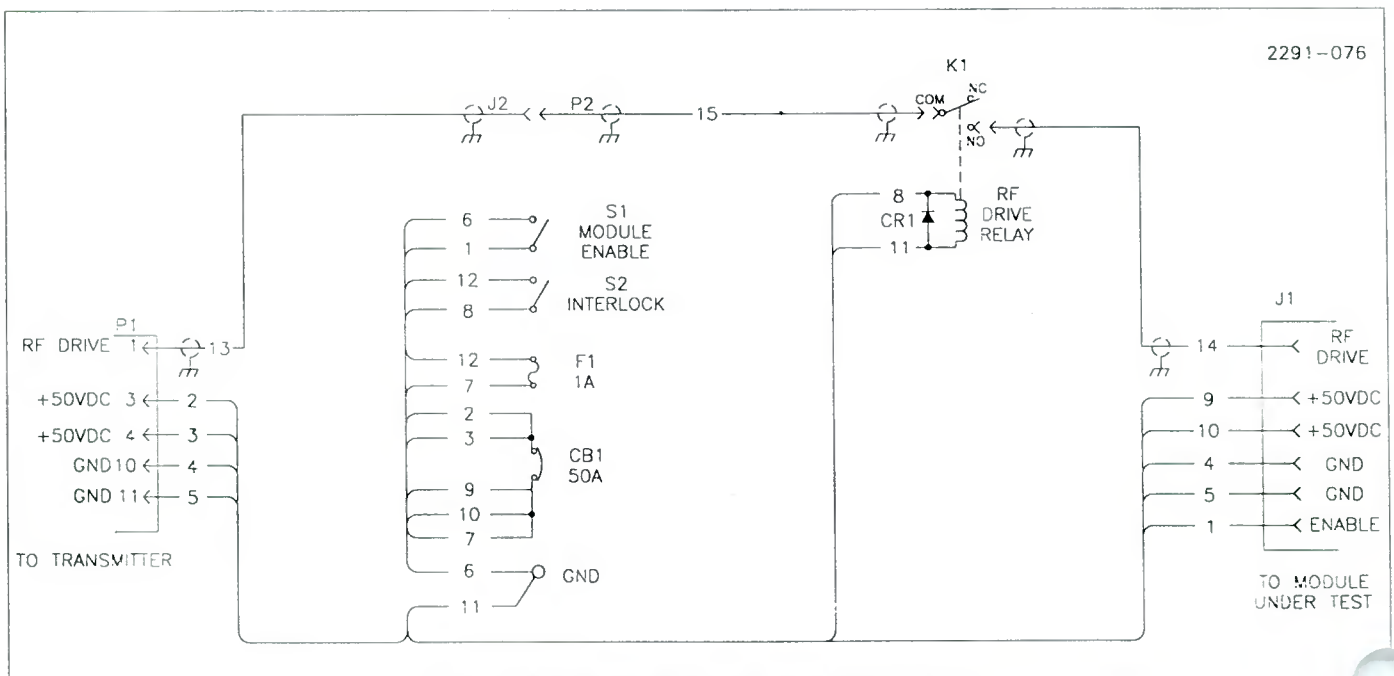 2291-076
K1
NC
COM
J2
P2
15
NO
8
CR1
11
RF
DRIVE
RELAY
6
1
S1
MODULE
ENABLE
12
8
S2
INTERLOCK
12
7
F1
1A
2
3
CB1
50A
9
10
7
6
GND
11
P1
RF DRIVE 1 13
+50VDC 3 2
+50VDC 4 3
GND 10 4
GND 11 5
TO TRANSMITTER
J1
14 RF
DRIVE
9 +50VDC
10 +50VDC
4 GND
5 GND
1 ENABLE
TO MODULE
UNDER TEST